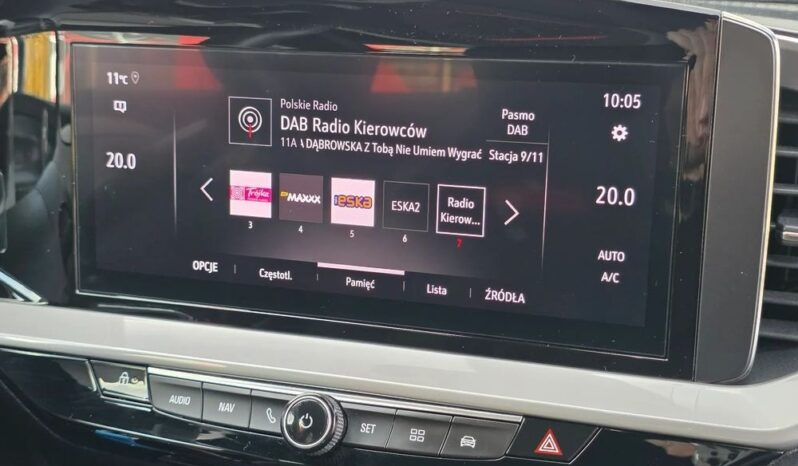 11°C
10:05
Polskie Radio
DAB Radio Kierowców
11A \ DĄBROWSKA Z Tobą Nie Umiem Wygrać
Pasmo
DAB
Stacja 9/11
20.0
20.0
Trójka
MAXXX
ESKA
ESKA2
Radio
Kierow...
3
4
5
6
7
AUTO
A/C
OPCJE
Częstotl.
Pamięć
Lista
ŹRÓDŁA
AUDIO
NAV
SET